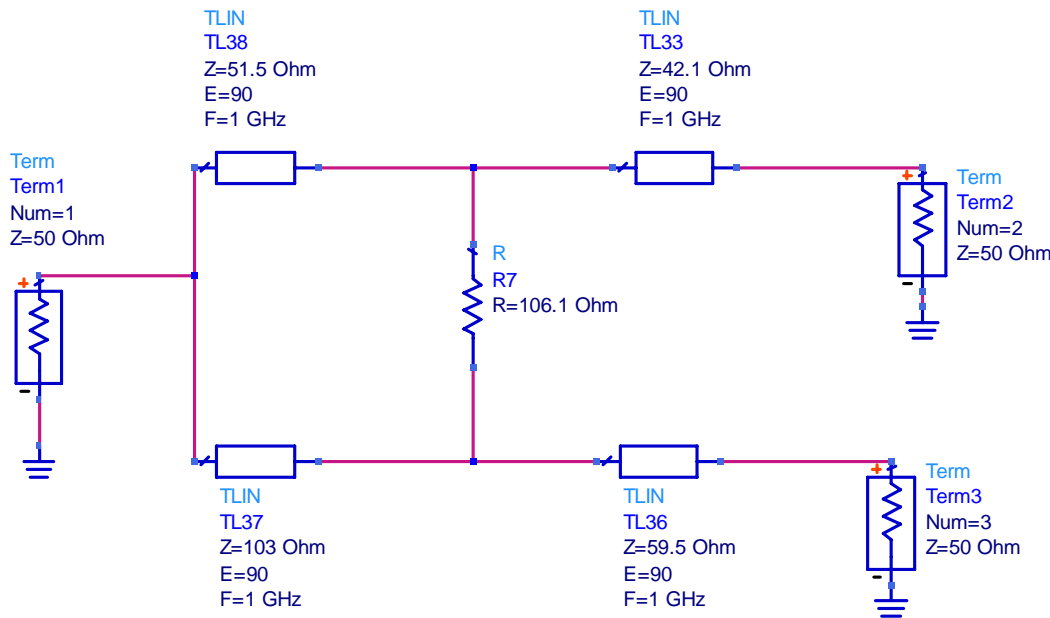 TLIN
TL38
Z=51.5 Ohm
E=90
F=1 GHz
TLIN
TL33
Z=42.1 Ohm
E=90
F=1 GHz
Term
Term1
Num=1
Z=50 Ohm
+
-
R
R7
R=106.1 Ohm
+
-
Term
Term2
Num=2
Z=50 Ohm
TLIN
TL37
Z=103 Ohm
E=90
F=1 GHz
TLIN
TL36
Z=59.5 Ohm
E=90
F=1 GHz
+
-
Term
Term3
Num=3
Z=50 Ohm